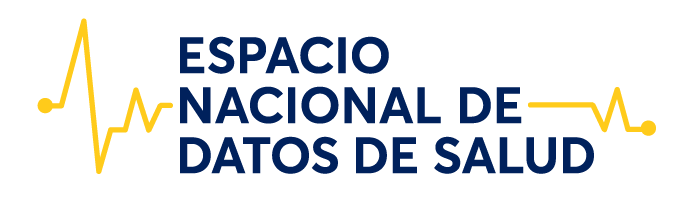 ESPACIO
NACIONAL DE
DATOS DE SALUD